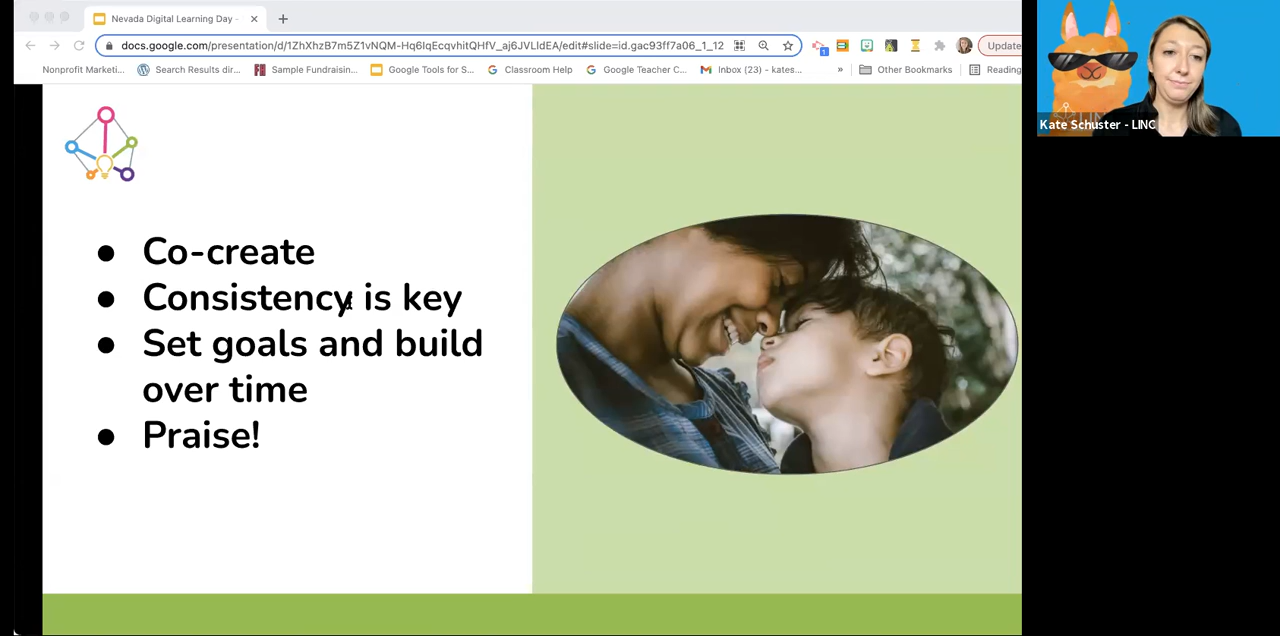 Nevada Digital Learning Day -
docs.google.com/presentation/d/1ZhXhzB7m5Z1vNQM-Hq6IqEcqvhitQHfV_aj6JVLIdEA/edit#slide=id.gac93ff7a06_1_12
1
Update
Nonprofit Marketi...
Search Results dir...
Sample Fundraisin...
Google Tools for S...
Classroom Help
Google Teacher C...
Inbox (23) - kates...
»
Other Bookmarks
Reading
Kate Schuster - LINC
● Co-create
● Consistency is key
● Set goals and build
over time
● Praise!